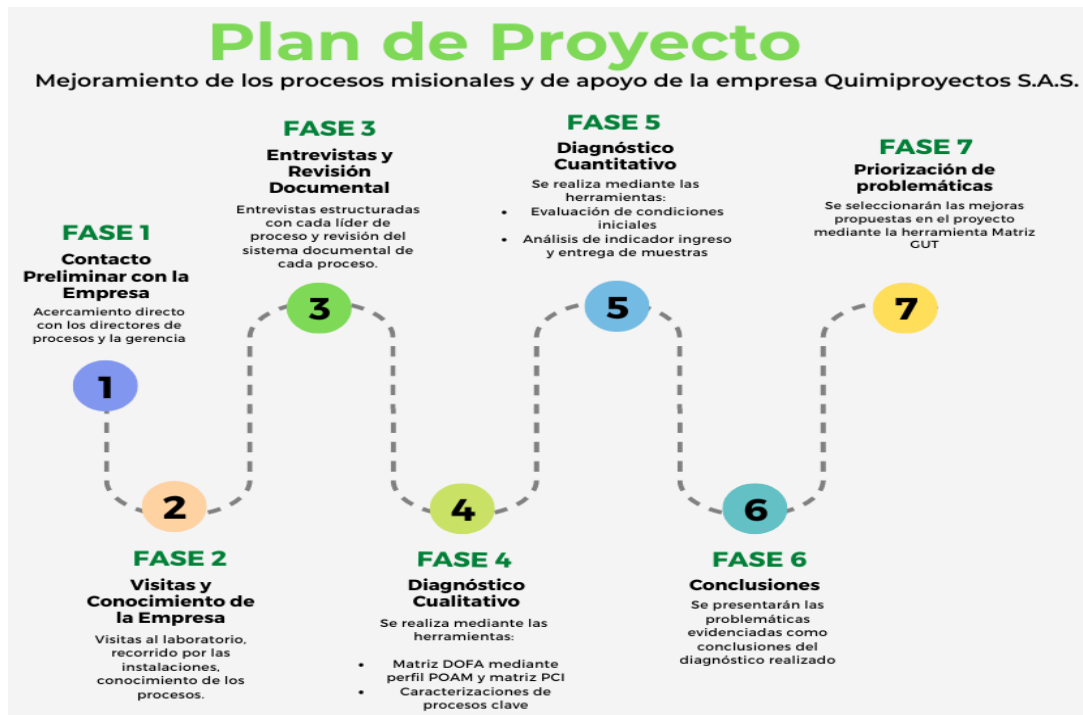 Plan de Proyecto
Mejoramiento de los procesos misionales y de apoyo de la empresa Quimiproyectos S.A.S.
FASE 1
Contacto
Preliminar con la
Empresa
Acercamiento directo
con los directores de
procesos y la gerencia
1
2
FASE 2
Visitas y
Conocimiento de
la Empresa
Visitas al laboratorio,
recorrido por las
instalaciones,
conocimiento de los
procesos.
FASE 3
Entrevistas y
Revisión
Documental
Entrevistas estructuradas
con cada líder de
proceso y revisión del
sistema documental de
cada proceso.
3
4
FASE 4
Diagnóstico
Cualitativo
Se realiza mediante las
herramientas:
• Matriz DOFA mediante
perfil POAM y matriz PCI
• Caracterizaciones de
procesos clave
FASE 5
Diagnóstico
Cuantitativo
Se realiza mediante las
herramientas:
• Evaluación de condiciones
iniciales
• Análisis de indicador ingreso
y entrega de muestras
5
6
FASE 6
Conclusiones
Se presentarán las
problemáticas
evidenciadas como
conclusiones del
diagnóstico realizado
FASE 7
Priorización de
problemáticas
Se seleccionarán las mejoras
propuestas en el proyecto
mediante la herramienta Matriz
GUT
7